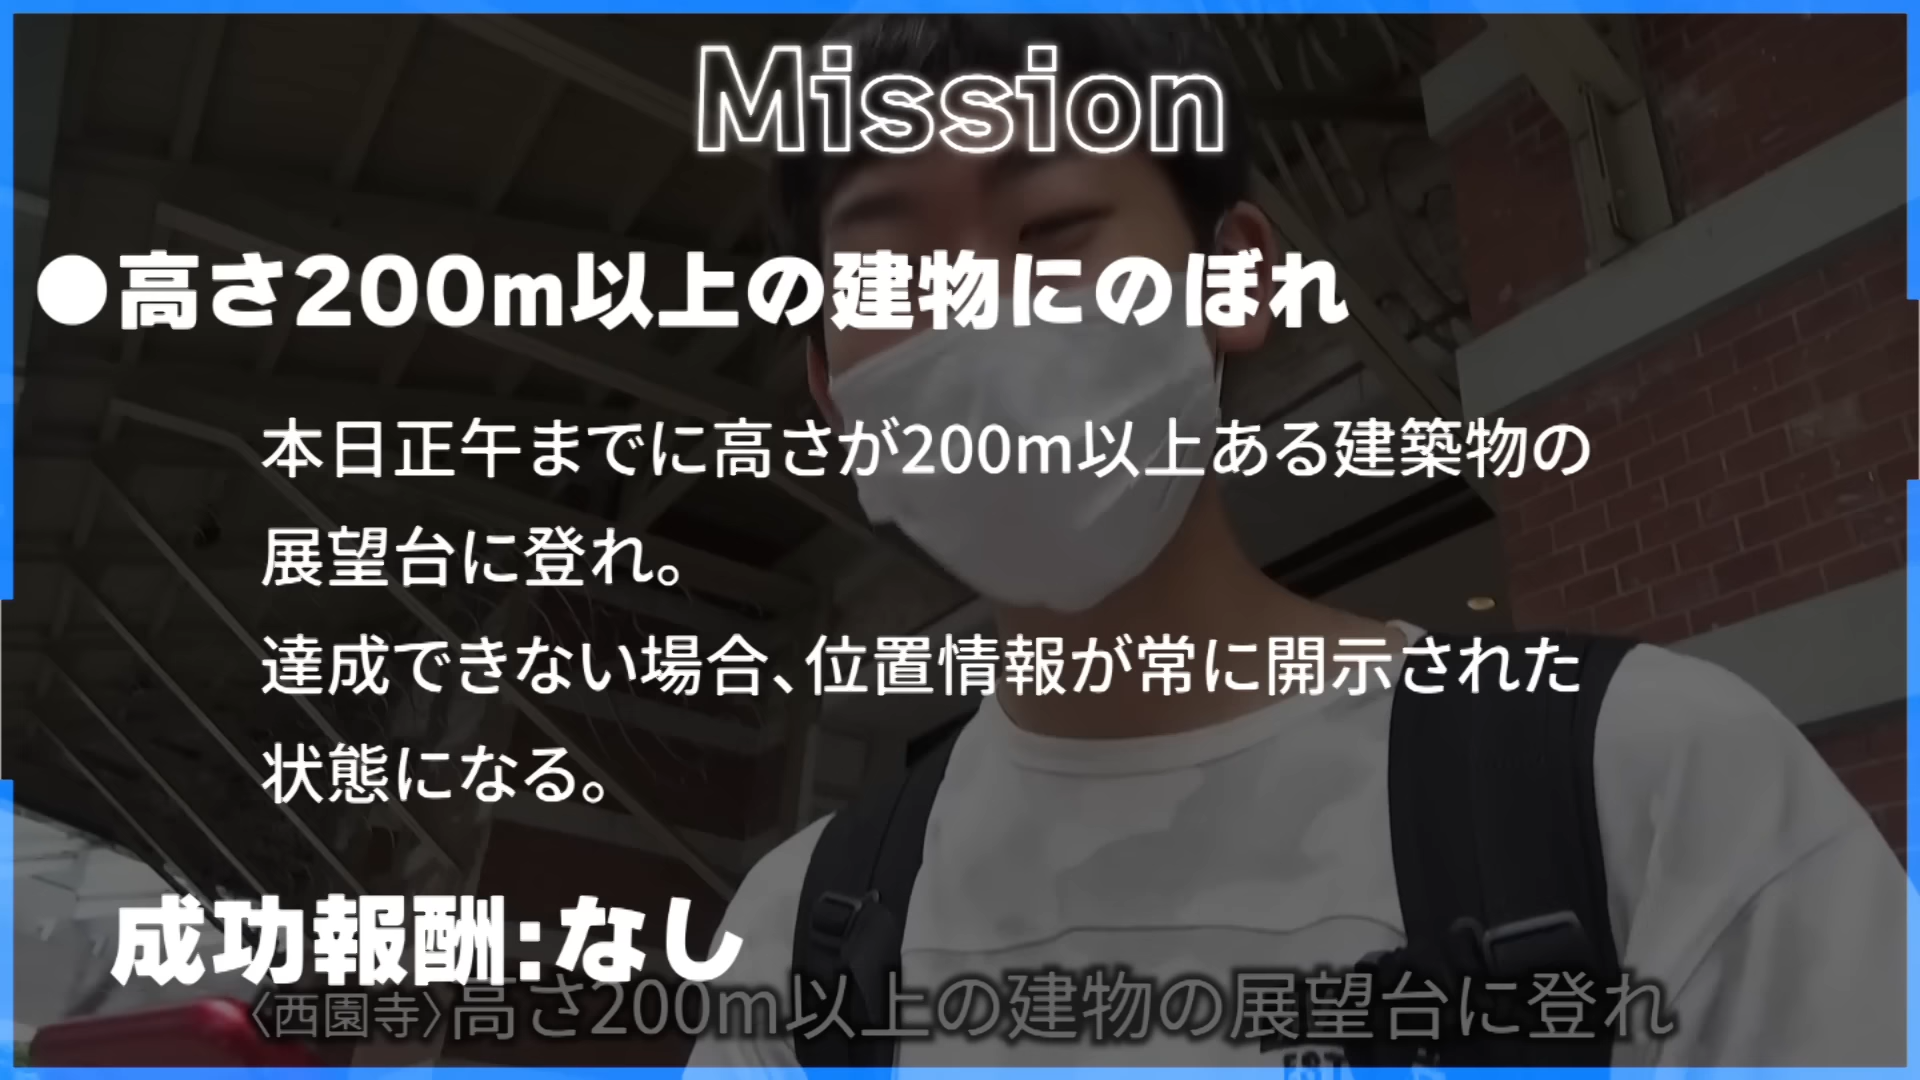 Mission
●高さ200m以上の建物にのぼれ
本日正午までに高さが200m以上ある建築物の
展望台に登れ。
達成できない場合、位置情報が常に開示された
状態になる。
成功報酬:なし
〈西園寺〉高さ200m以上の建物の展望台に登れ